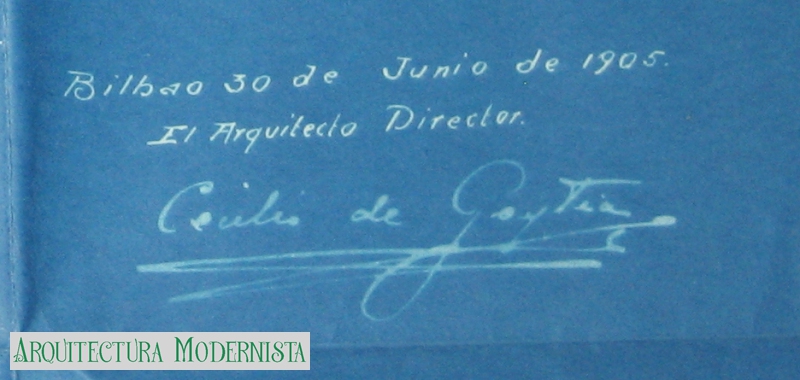 Bilbao 30 de Junio de 1905.
El Arquitecto Director.
Cecilio de Goytia
ARQUITECTURA MODERNISTA